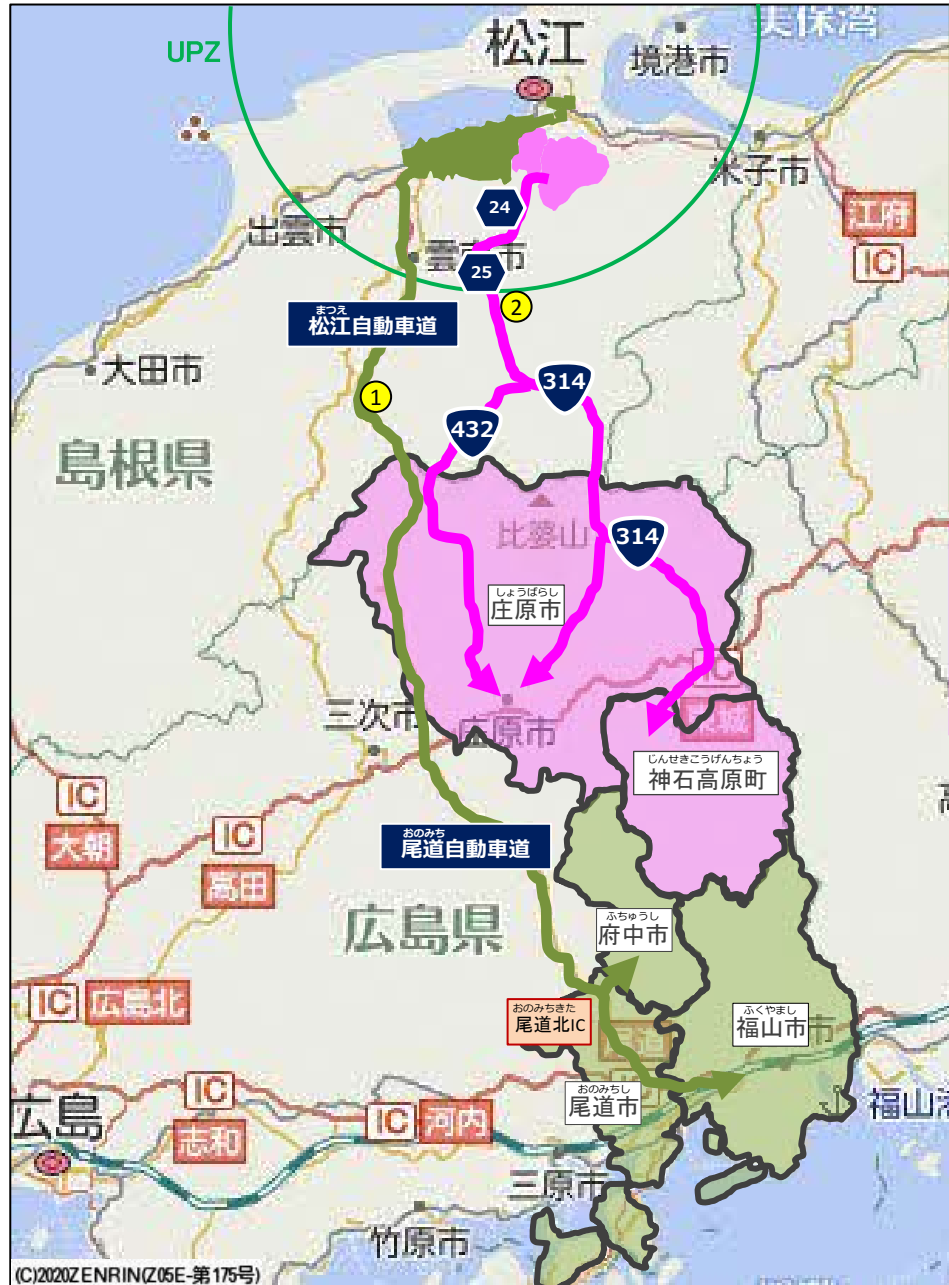 美保湾
UPZ
松江
境港市
米子市
江府
IC
24
出雲市
25
2
まつえ
松江自動車道
大田市
314
1
432
島根県
比婆山
314
しょうばらし
庄原市
三次市
庄原市
IC
じんせきこうげんちょう
神石高原町
IC
大朝
IC
高田
おのみち
尾道自動車道
広島県
ふちゅうし
府中市
IC
広島北
おのみちきた
尾道北IC
ふくやまし
福山市
市
おのみちし
尾道市
IC
志和
IC
河内
広島
福山
三原市
竹原市
(C)2020ZENRIN(Z05E-第175号)